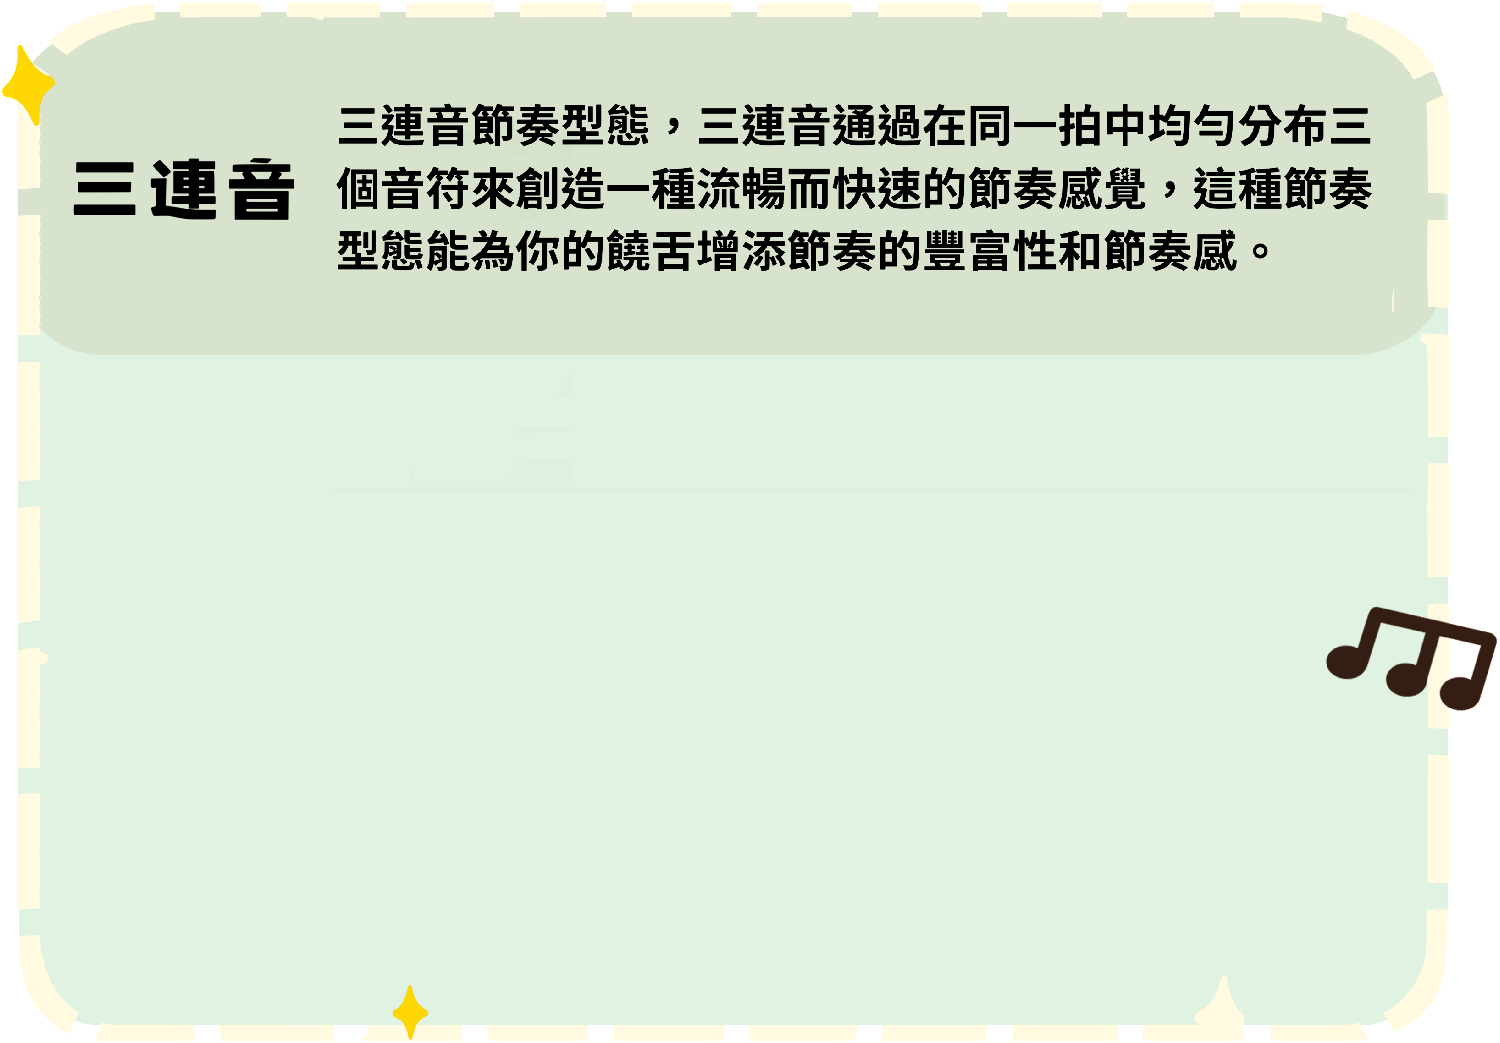 三連音
三連音節奏型態，三連音通過在同一拍中均勻分布三
個音符來創造一種流暢而快速的節奏感覺，這種節奏
型態能為你的饒舌增添節奏的豐富性和節奏感。